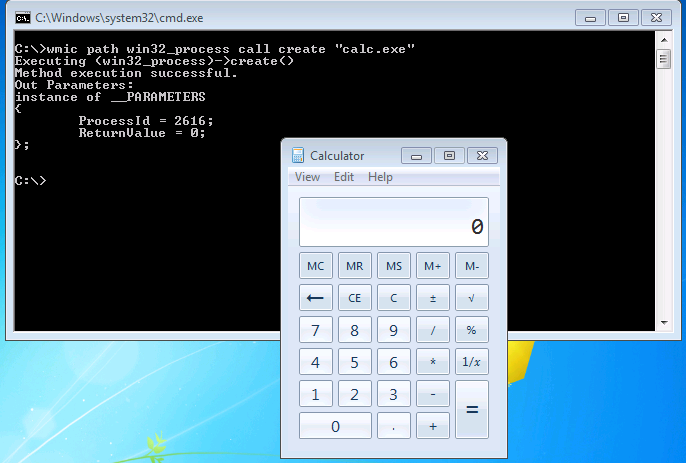 C:\Windows\system32\cmd.exe
C:\>wmic path win32_process call create "calc.exe"
Executing (win32_process)->create()
Method execution successful.
Out Parameters:
instance of __PARAMETERS
{
        ProcessId = 2616;
        ReturnValue = 0;
};
C:\>
Calculator
View Edit Help
0
MC MR MS M+ M-
← CE C ± √
7 8 9 / %
4 5 6 * 1/x
1 2 3 - =
0 . +